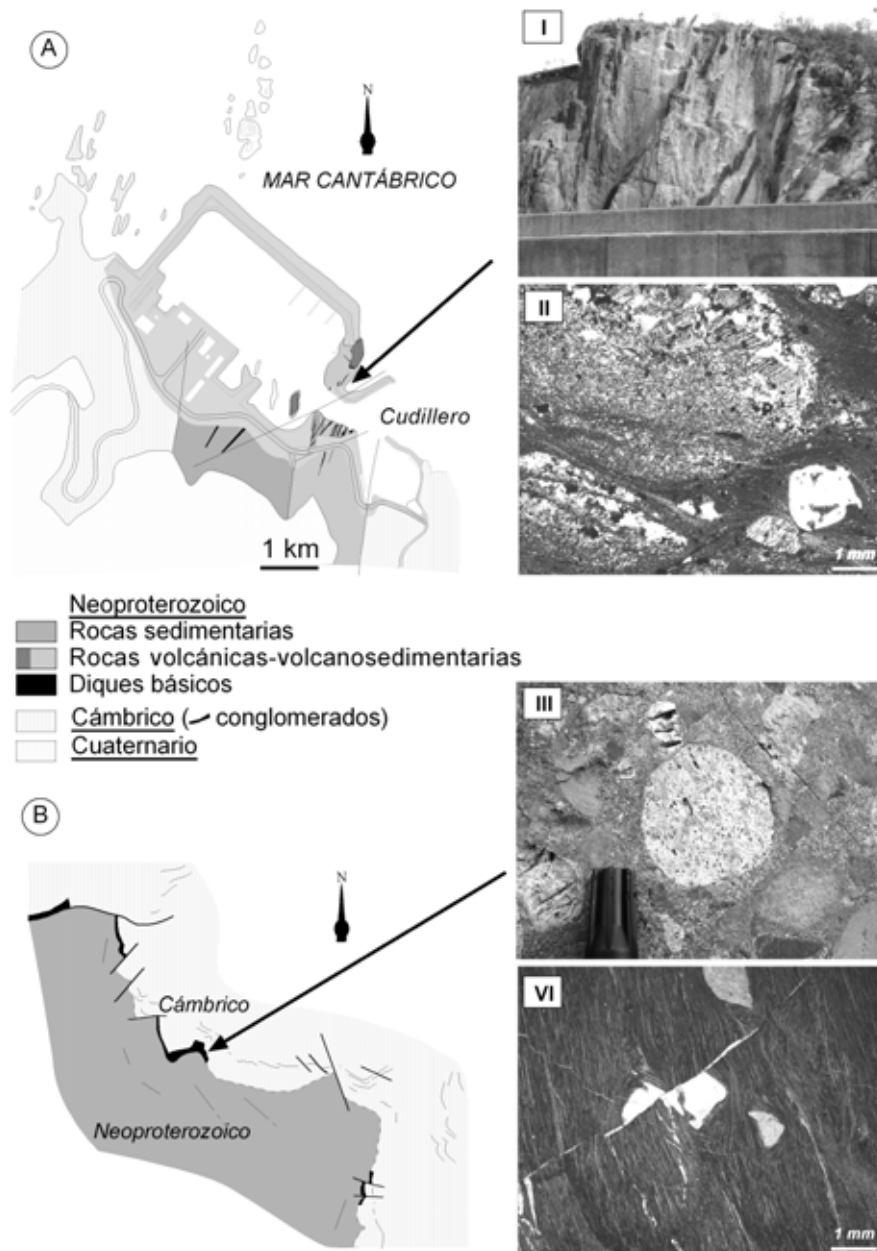 A
N
MAR CANTÁBRICO
Cudillero
1 km
I
II
1 mm
Neoproterozoico
Rocas sedimentarias
Rocas volcánicas-volcanosedimentarias
Diques básicos
Cámbrico ( conglomerados)
Cuaternario
B
N
Cámbrico
Neoproterozoico
III
VI
1 mm